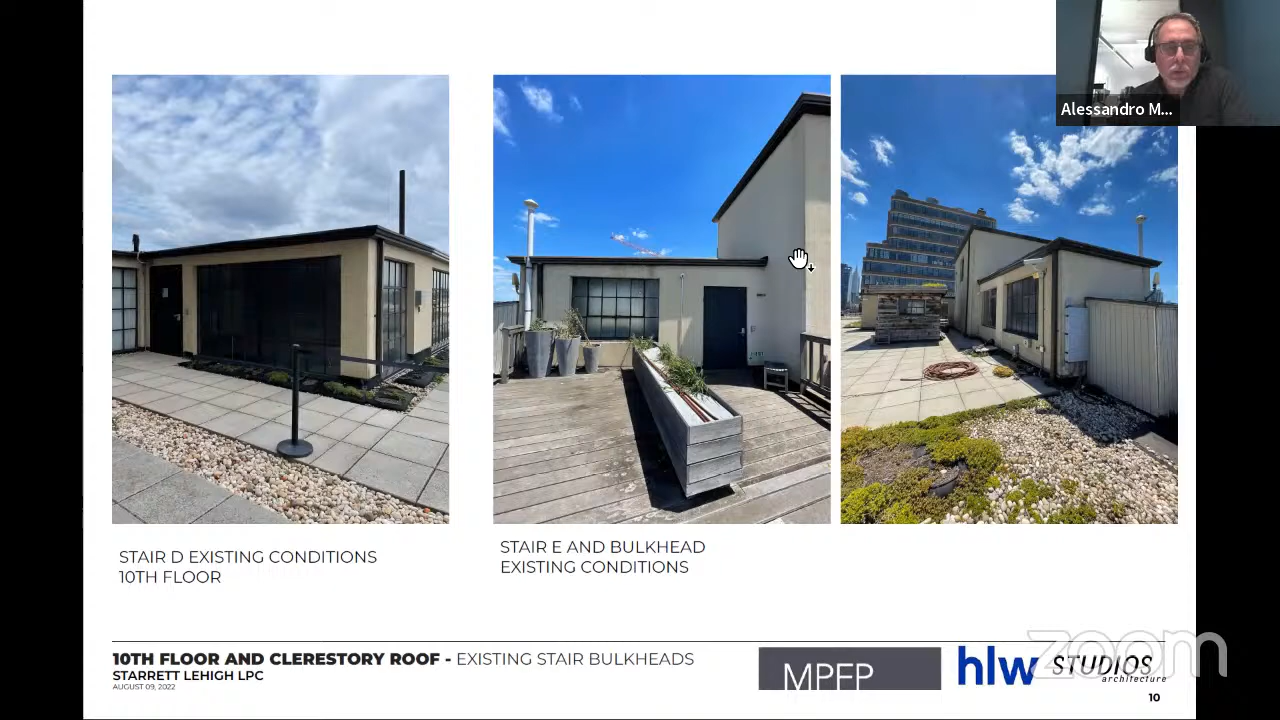 Alessandro M...
STAIR D EXISTING CONDITIONS
10TH FLOOR
STAIR E AND BULKHEAD
EXISTING CONDITIONS
10TH FLOOR AND CLERESTORY ROOF - EXISTING STAIR BULKHEADS
STARRETT LEHIGH LPC
AUGUST 09, 2022
MPFP
hlw
STUDIOS
architecture
zoom
10